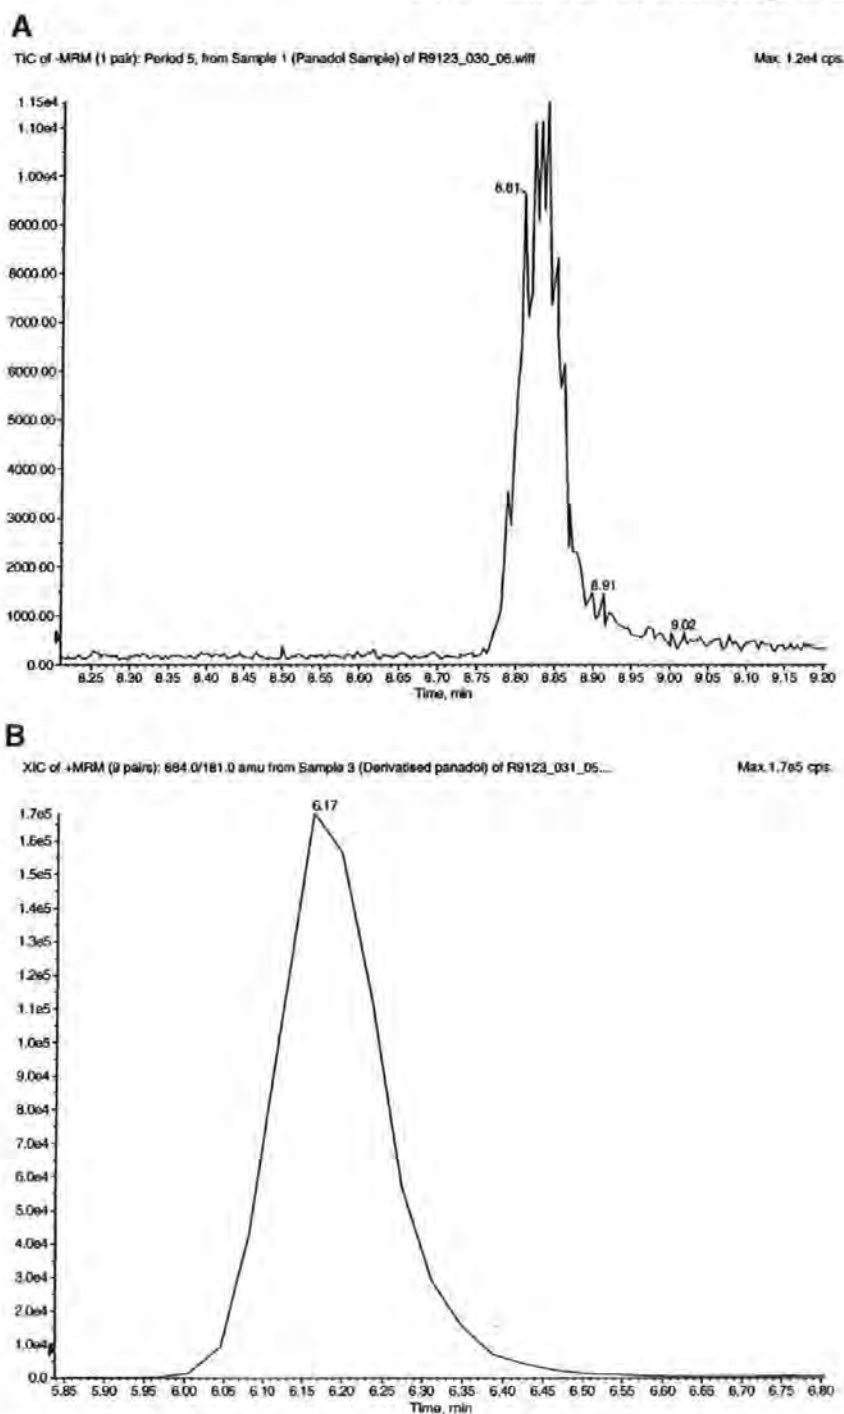 A
TIC of -MRM (1 pair): Period 5, from Sample 1 (Panadol Sample) of R9123_030_06.wiff Max. 1.2e4 cps.
1.15e4
1.10e4
1.00e4
9000.00
8000.00
7000.00
6000.00
5000.00
4000.00
3000.00
2000.00
1000.00
0.00
8.81
8.91
9.02
8.25 8.30 8.35 8.40 8.45 8.50 8.55 8.60 8.65 8.70 8.75 8.80 8.85 8.90 8.95 9.00 9.05 9.10 9.15 9.20
Time, min
B
XIC of +MRM (9 pairs): 684.0/181.0 amu from Sample 3 (Derivatised panadol) of R9123_031_05... Max. 1.7e5 cps.
6.17
1.7e5
1.6e5
1.5e5
1.4e5
1.3e5
1.2e5
1.1e5
1.0e5
9.0e4
8.0e4
7.0e4
6.0e4
5.0e4
4.0e4
3.0e4
2.0e4
1.0e4
0.0
5.85 5.90 5.95 6.00 6.05 6.10 6.15 6.20 6.25 6.30 6.35 6.40 6.45 6.50 6.55 6.60 6.65 6.70 6.75 6.80
Time, min